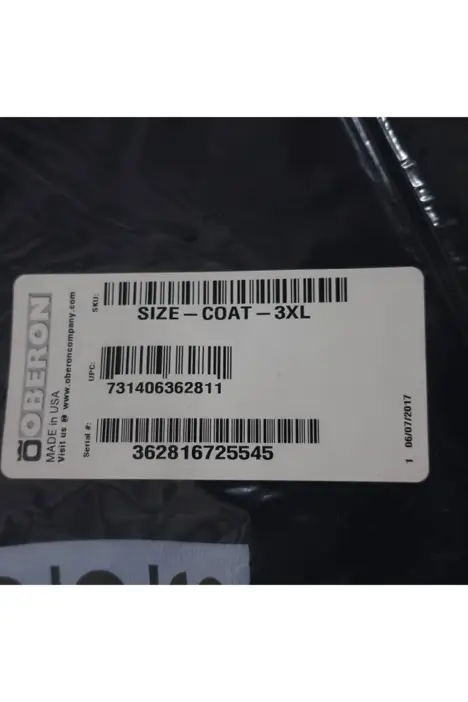 OBERON
MADE in USA
Visit us @ www.oberoncompany.com
SKU:
SIZE – COAT – 3XL
UPC:
731406362811
Serial #:
362816725545
1 06/07/2017